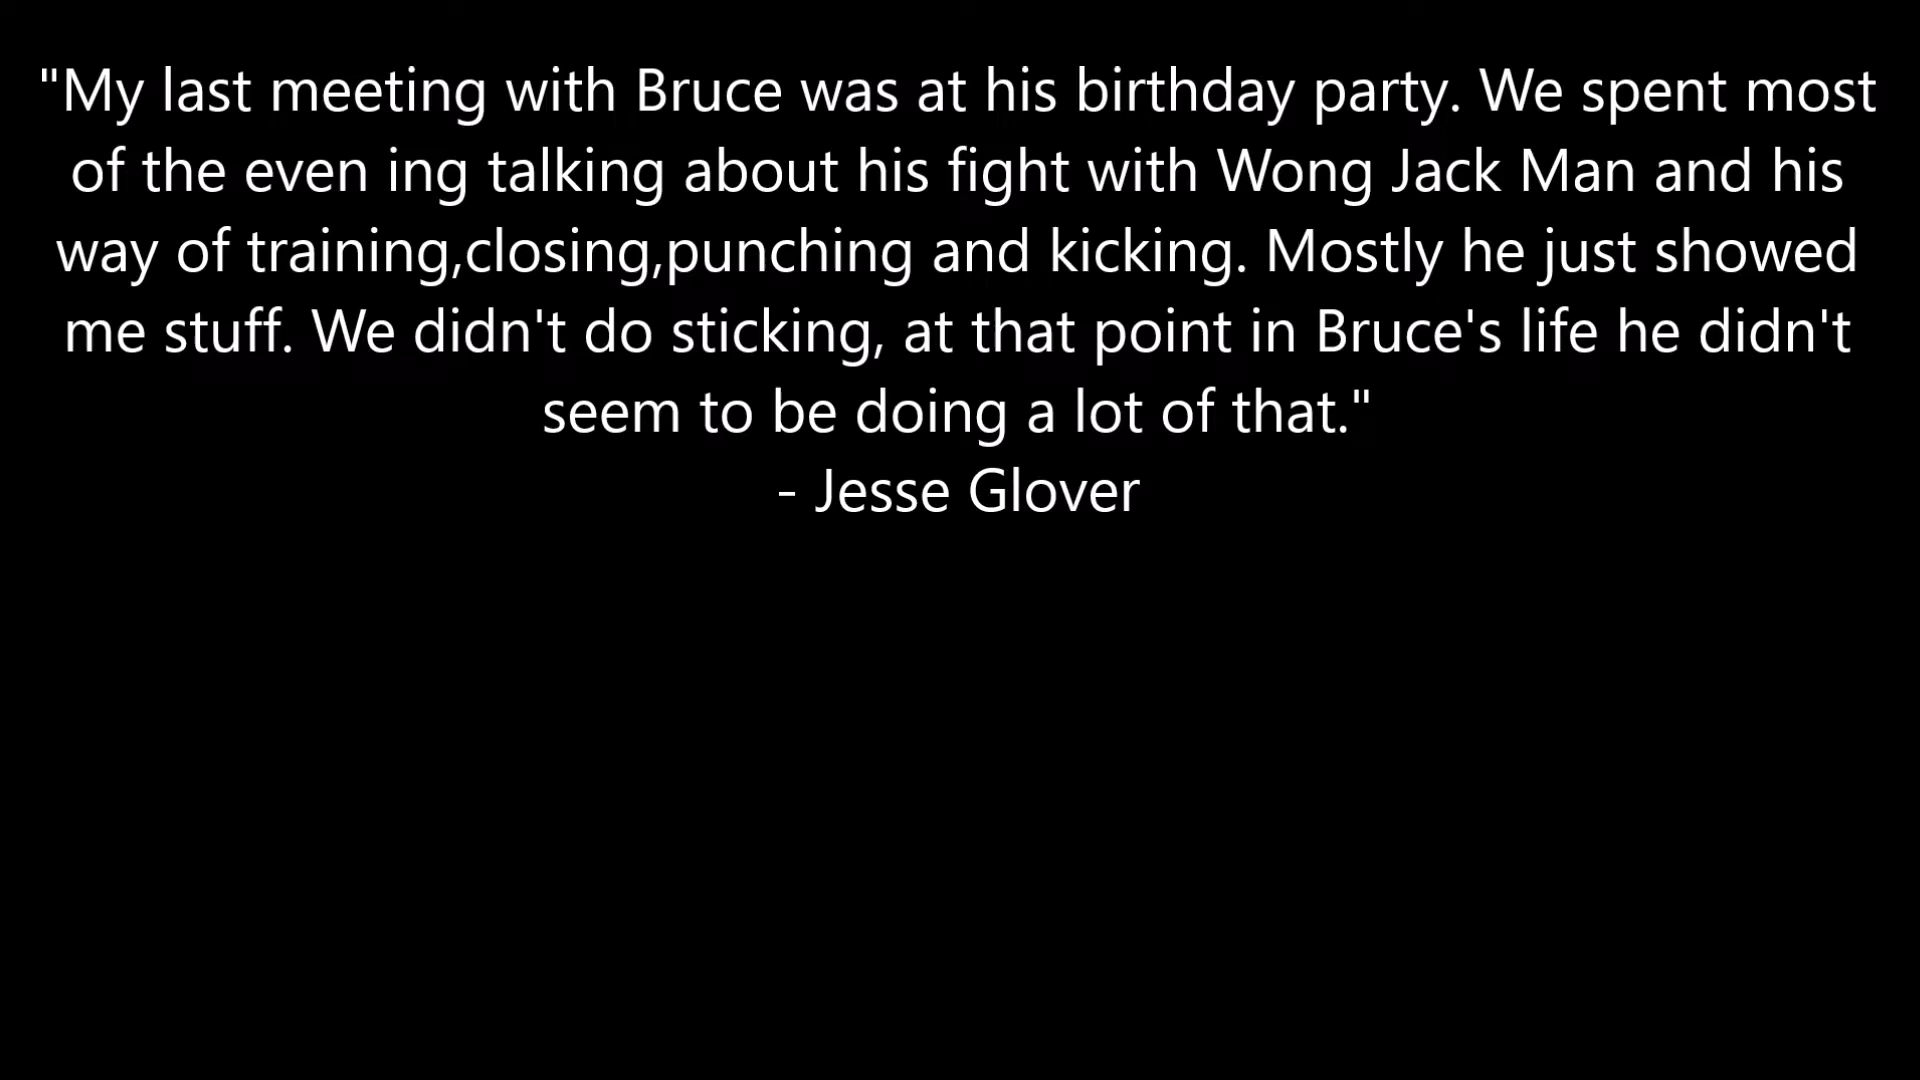 "My last meeting with Bruce was at his birthday party. We spent most
of the even ing talking about his fight with Wong Jack Man and his
way of training,closing,punching and kicking. Mostly he just showed
me stuff. We didn't do sticking, at that point in Bruce's life he didn't
seem to be doing a lot of that."
- Jesse Glover